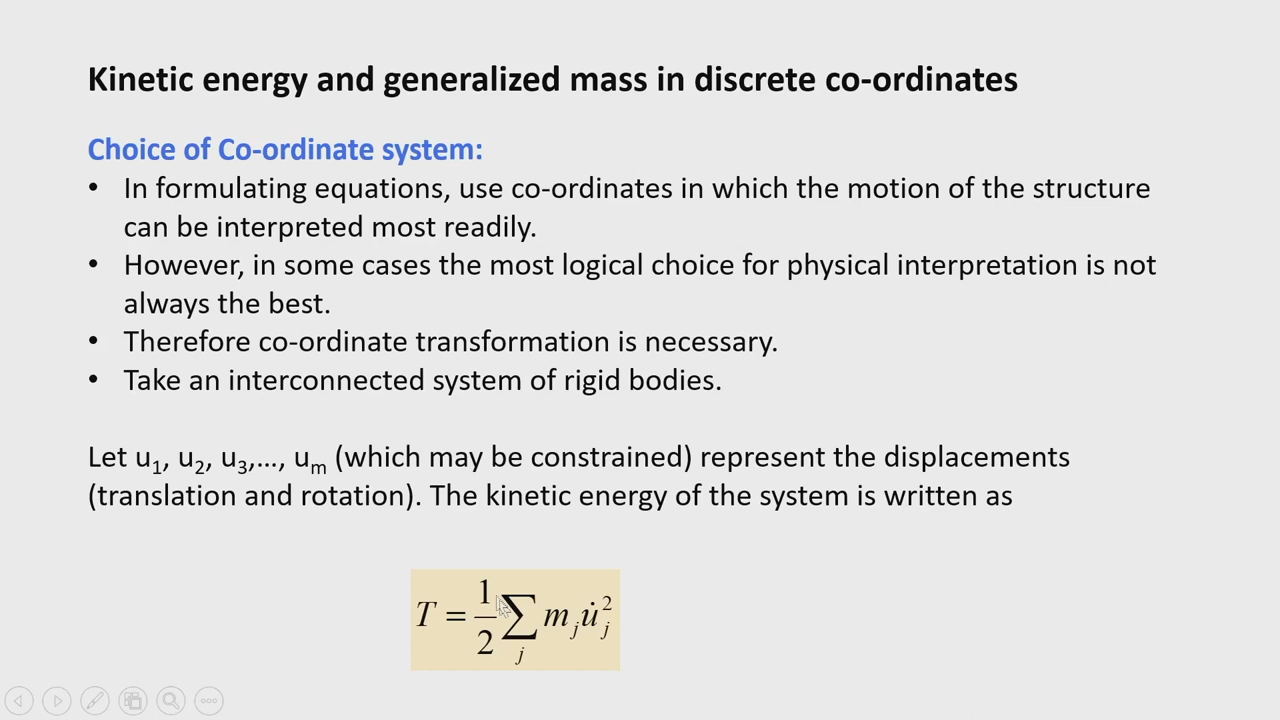 Kinetic energy and generalized mass in discrete co-ordinates
Choice of Co-ordinate system:
• In formulating equations, use co-ordinates in which the motion of the structure
can be interpreted most readily.
• However, in some cases the most logical choice for physical interpretation is not
always the best.
• Therefore co-ordinate transformation is necessary.
• Take an interconnected system of rigid bodies.
Let u₁, u₂, u₃,..., uₘ (which may be constrained) represent the displacements
(translation and rotation). The kinetic energy of the system is written as
T = 1/2 ∑_j m_j u̇_j^2